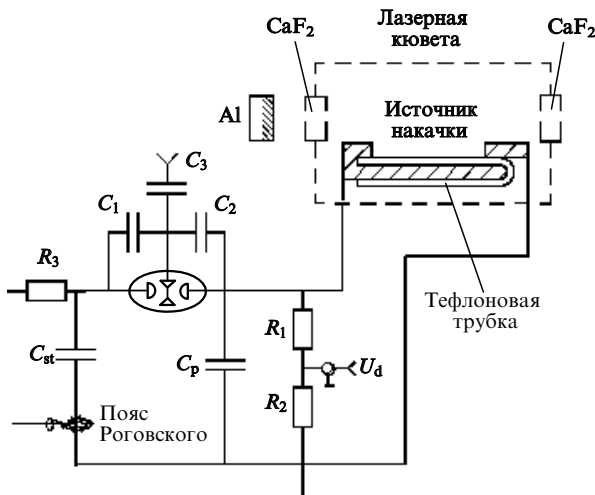 CaF2
Лазерная
кювета
CaF2
Al
Источник
накачки
C3
C1
C2
R3
Тефлоновая
трубка
R1
Cst
Cp
Ud
R2
Пояс
Роговского